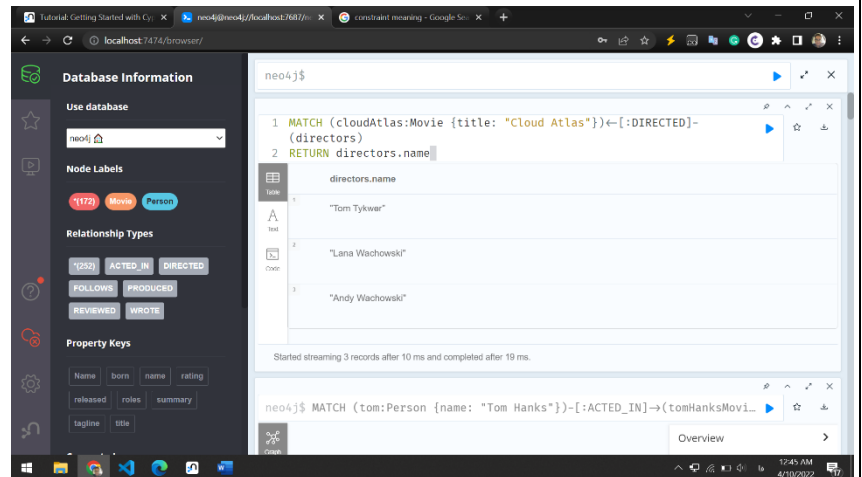 Tutorial: Getting Started with Cyp
neo4j@neo4j://localhost:7687/ne
constraint meaning - Google Sea
localhost:7474/browser/
Database Information
Use database
neo4j
Node Labels
*(172) Movie Person
Relationship Types
*(252) ACTED_IN DIRECTED
FOLLOWS PRODUCED
REVIEWED WROTE
Property Keys
Name born name rating
released roles summary
tagline title
neo4j$
1 MATCH (cloudAtlas:Movie {title: "Cloud Atlas"})←[:DIRECTED]-
(directors)
2 RETURN directors.name
Table
Text
Code
directors.name
1 "Tom Tykwer"
2 "Lana Wachowski"
3 "Andy Wachowski"
Started streaming 3 records after 10 ms and completed after 19 ms.
neo4j$ MATCH (tom:Person {name: "Tom Hanks"})-[:ACTED_IN]→(tomHanksMovi…
Graph
Overview
12:45 AM
4/10/2022
17